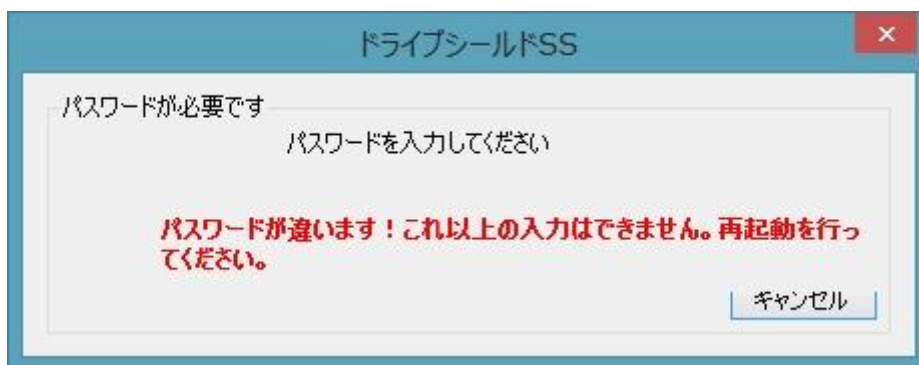 ドライブシールドSS
パスワードが必要です
パスワードを入力してください
パスワードが違います！これ以上の入力はできません。再起動を行っ
てください。
キャンセル